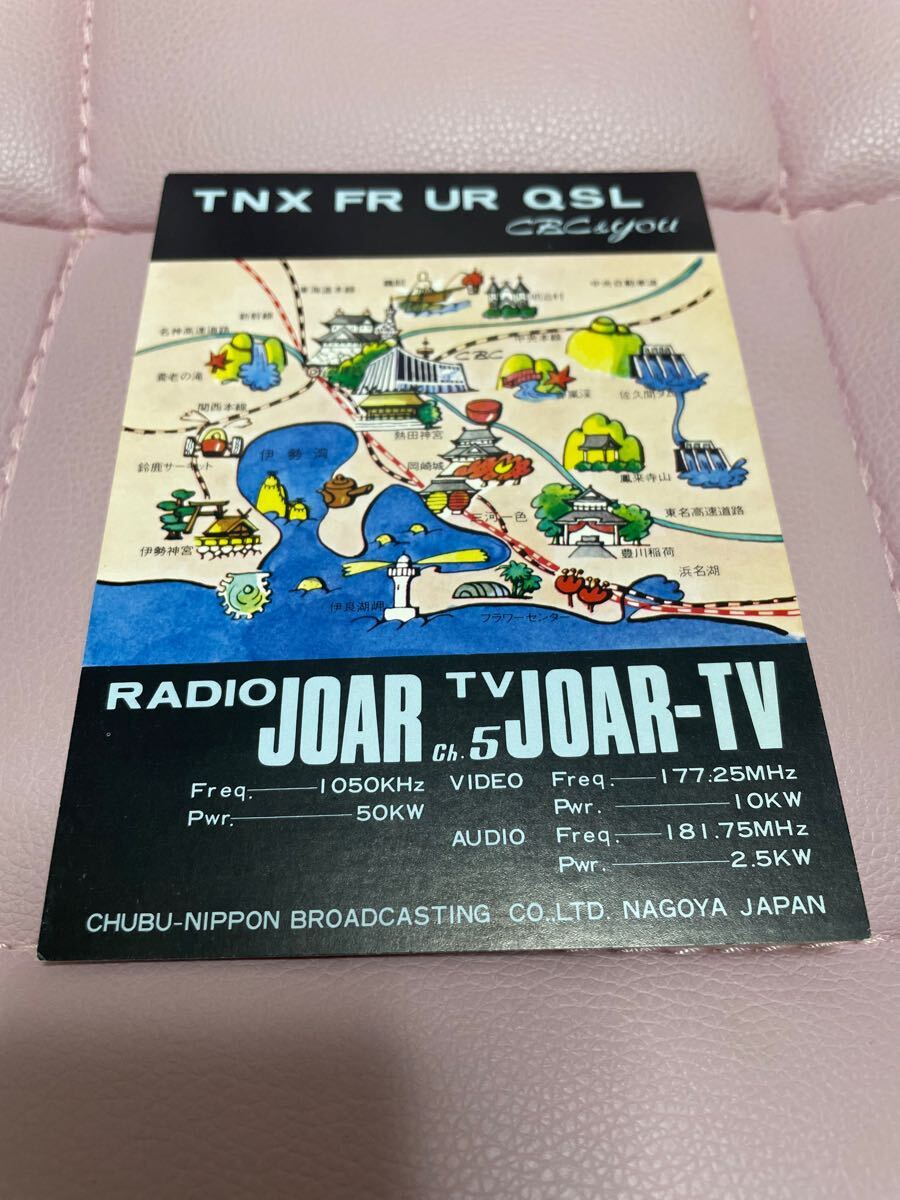 TNX FR UR QSL
CBC & you
東海道本線
鵜飼
明治村
中央自動車道
新幹線
名神高速道路
中央本線
CBC
養老の滝
香嵐渓
佐久間ダム
関西本線
熱田神宮
伊勢湾
岡崎城
鈴鹿サーキット
鳳来寺山
三河一色
東名高速道路
伊勢神宮
豊川稲荷
浜名湖
伊良湖岬
フラワーセンター
RADIO JOAR TV Ch.5 JOAR-TV
Freq. 1050KHz VIDEO Freq. 177.25MHz
Pwr. 50KW Pwr. 10KW
AUDIO Freq. 181.75MHz
Pwr. 2.5KW
CHUBU-NIPPON BROADCASTING CO.,LTD. NAGOYA JAPAN